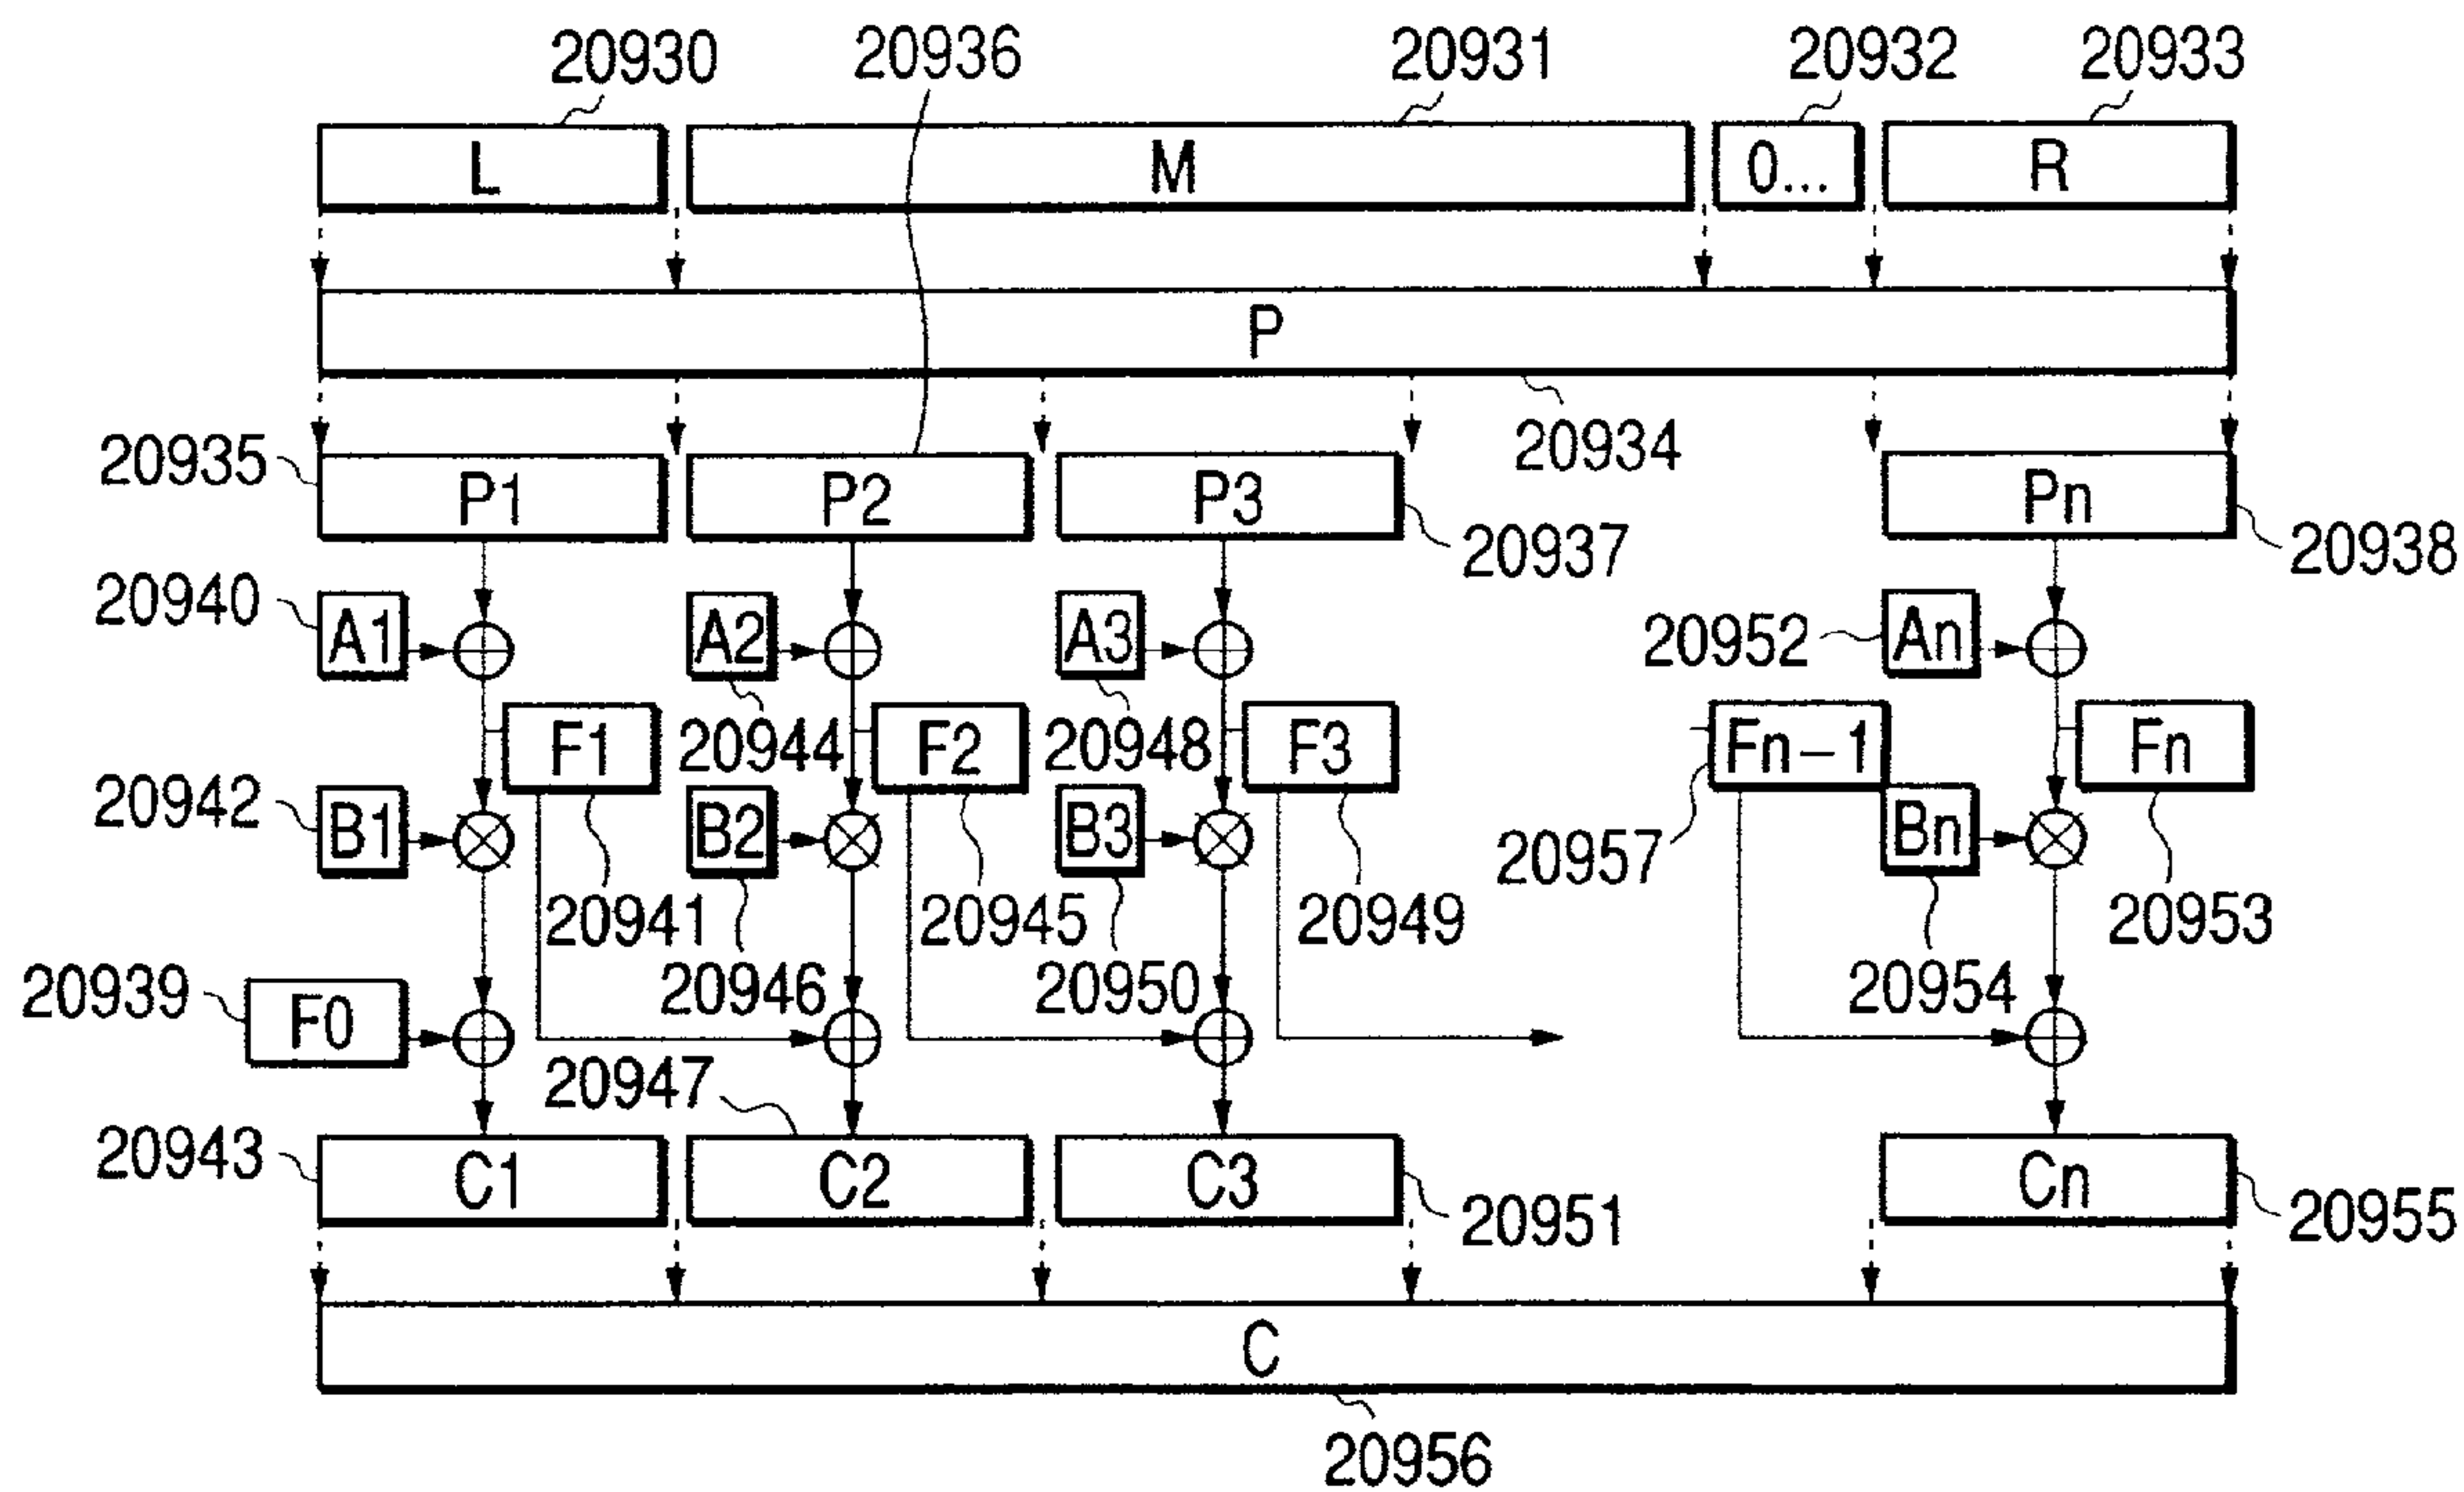 20930 20936 20931 20932 20933
L M 0... R
P
20934
20935 P1 P2 P3 Pn
20937 20938
20940 A1 A2 A3 20952 An
20944 20948
F1 F2 F3 Fn-1 Fn
20942 B1 B2 B3 20957 Bn
20941 20945 20949 20953
20946 20950 20954
20939 F0
20947
20943 C1 C2 C3 Cn
20951 20955
C
20956